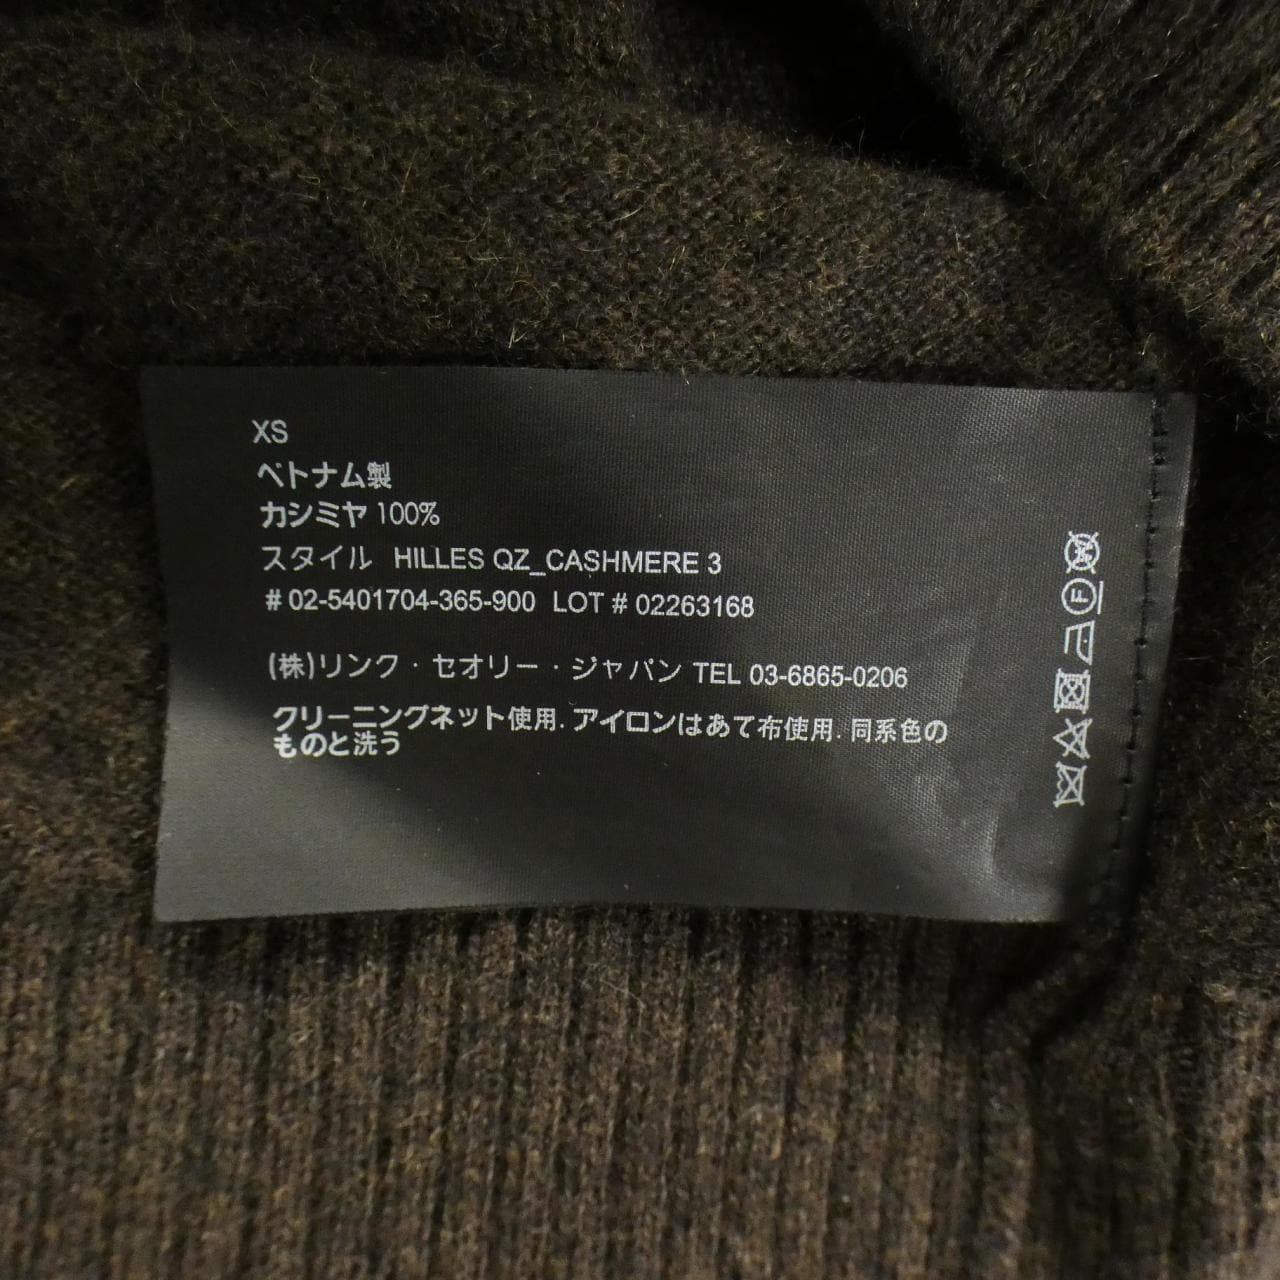 XS
ベトナム製
カシミヤ 100%
スタイル HILLES QZ_CASHMERE 3
# 02-5401704-365-900 LOT # 02263168
(株)リンク・セオリー・ジャパン TEL 03-6865-0206
クリーニングネット使用. アイロンはあて布使用. 同系色の
ものと洗う
W
F